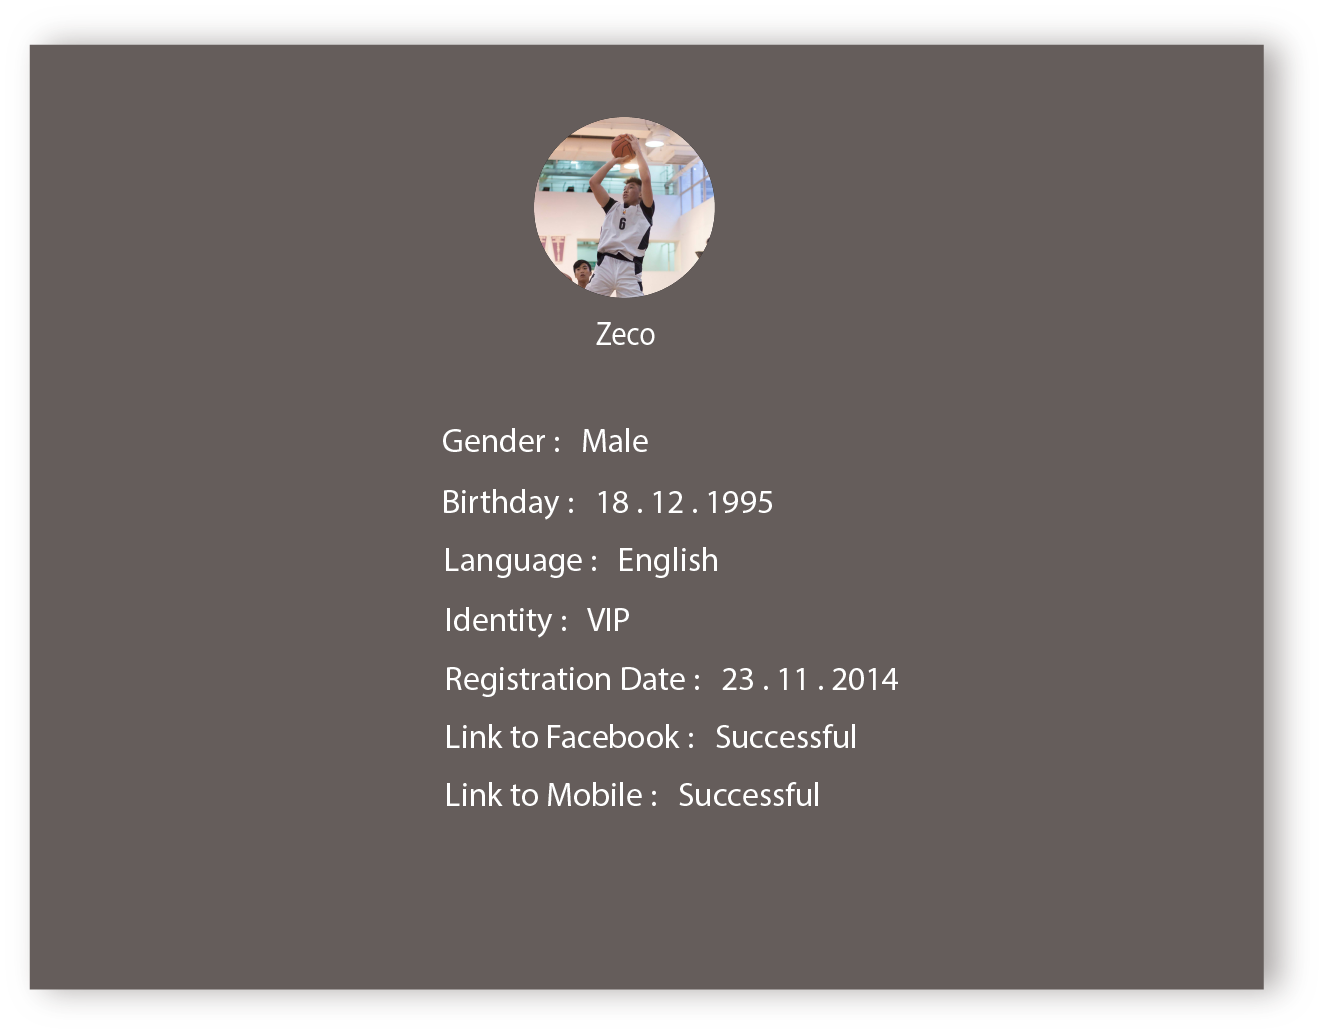 6
Zeco
Gender : Male
Birthday : 18 . 12 . 1995
Language : English
Identity : VIP
Registration Date : 23 . 11 . 2014
Link to Facebook : Successful
Link to Mobile : Successful